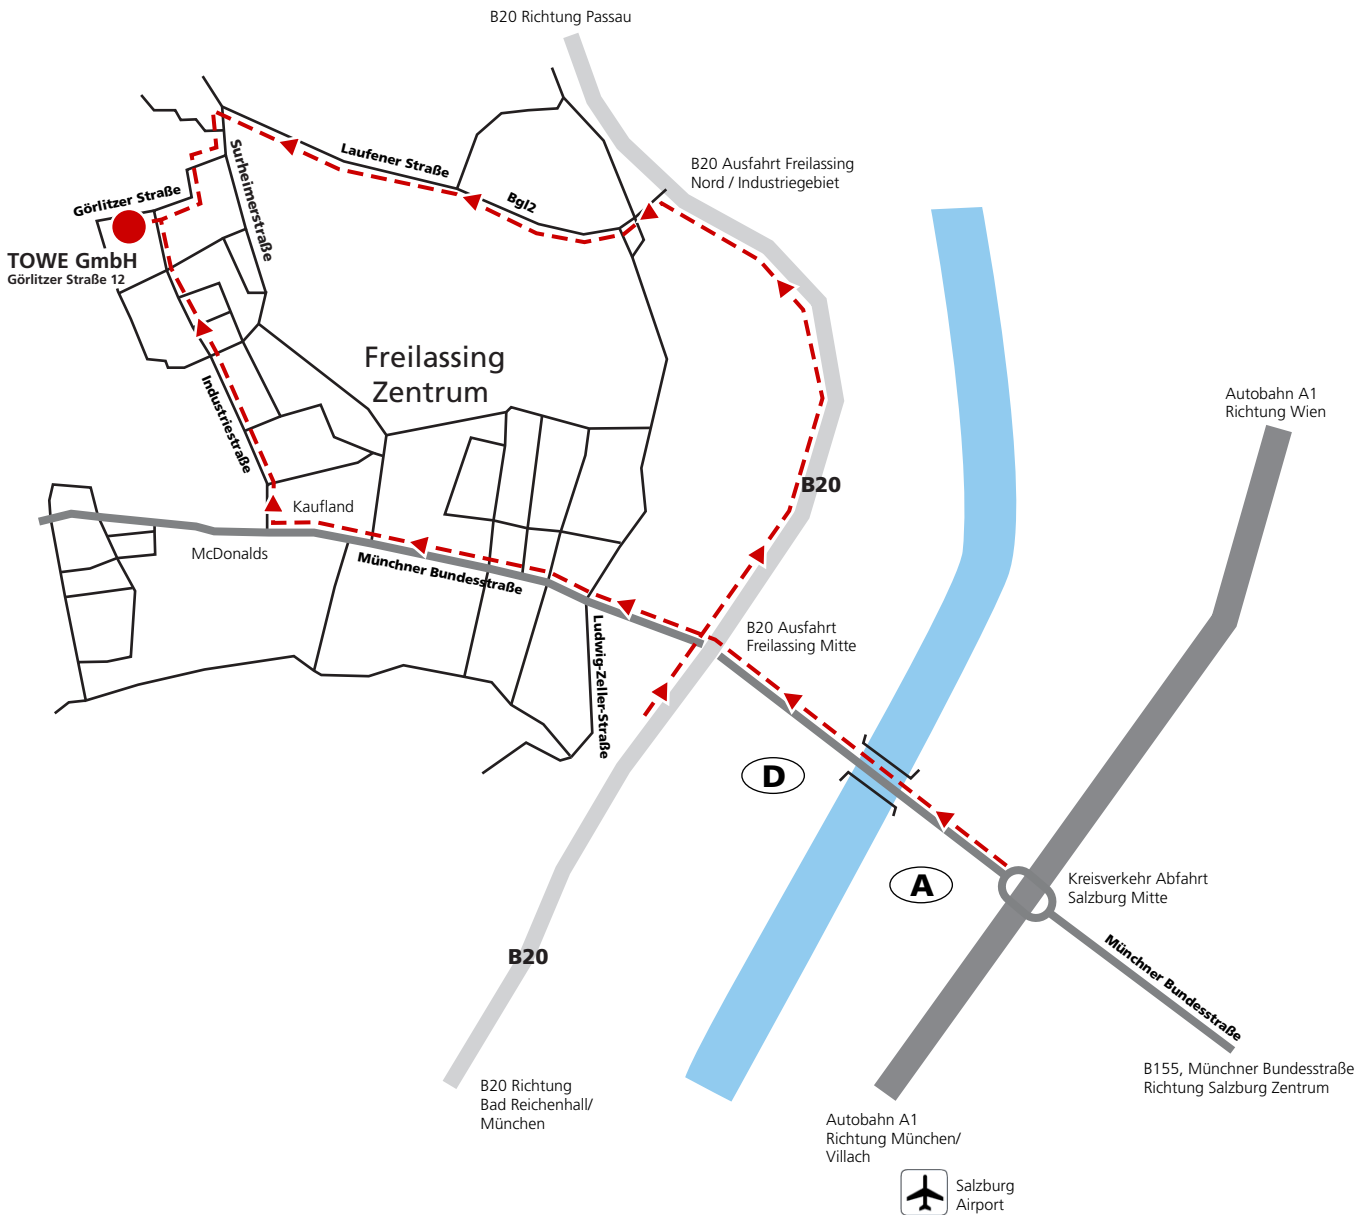 B20 Richtung Passau
B20 Ausfahrt Freilassing
Nord / Industriegebiet
Laufener Straße
Bgl2
Surheimerstraße
Görlitzer Straße
TOWE GmbH
Görlitzer Straße 12
Freilassing
Zentrum
Industriestraße
Autobahn A1
Richtung Wien
B20
Kaufland
McDonalds
Münchner Bundesstraße
Ludwig-Zeller-Straße
B20 Ausfahrt
Freilassing Mitte
D
A
Kreisverkehr Abfahrt
Salzburg Mitte
B20
Münchner Bundesstraße
B155, Münchner Bundesstraße
Richtung Salzburg Zentrum
B20 Richtung
Bad Reichenhall/
München
Autobahn A1
Richtung München/
Villach
Salzburg
Airport